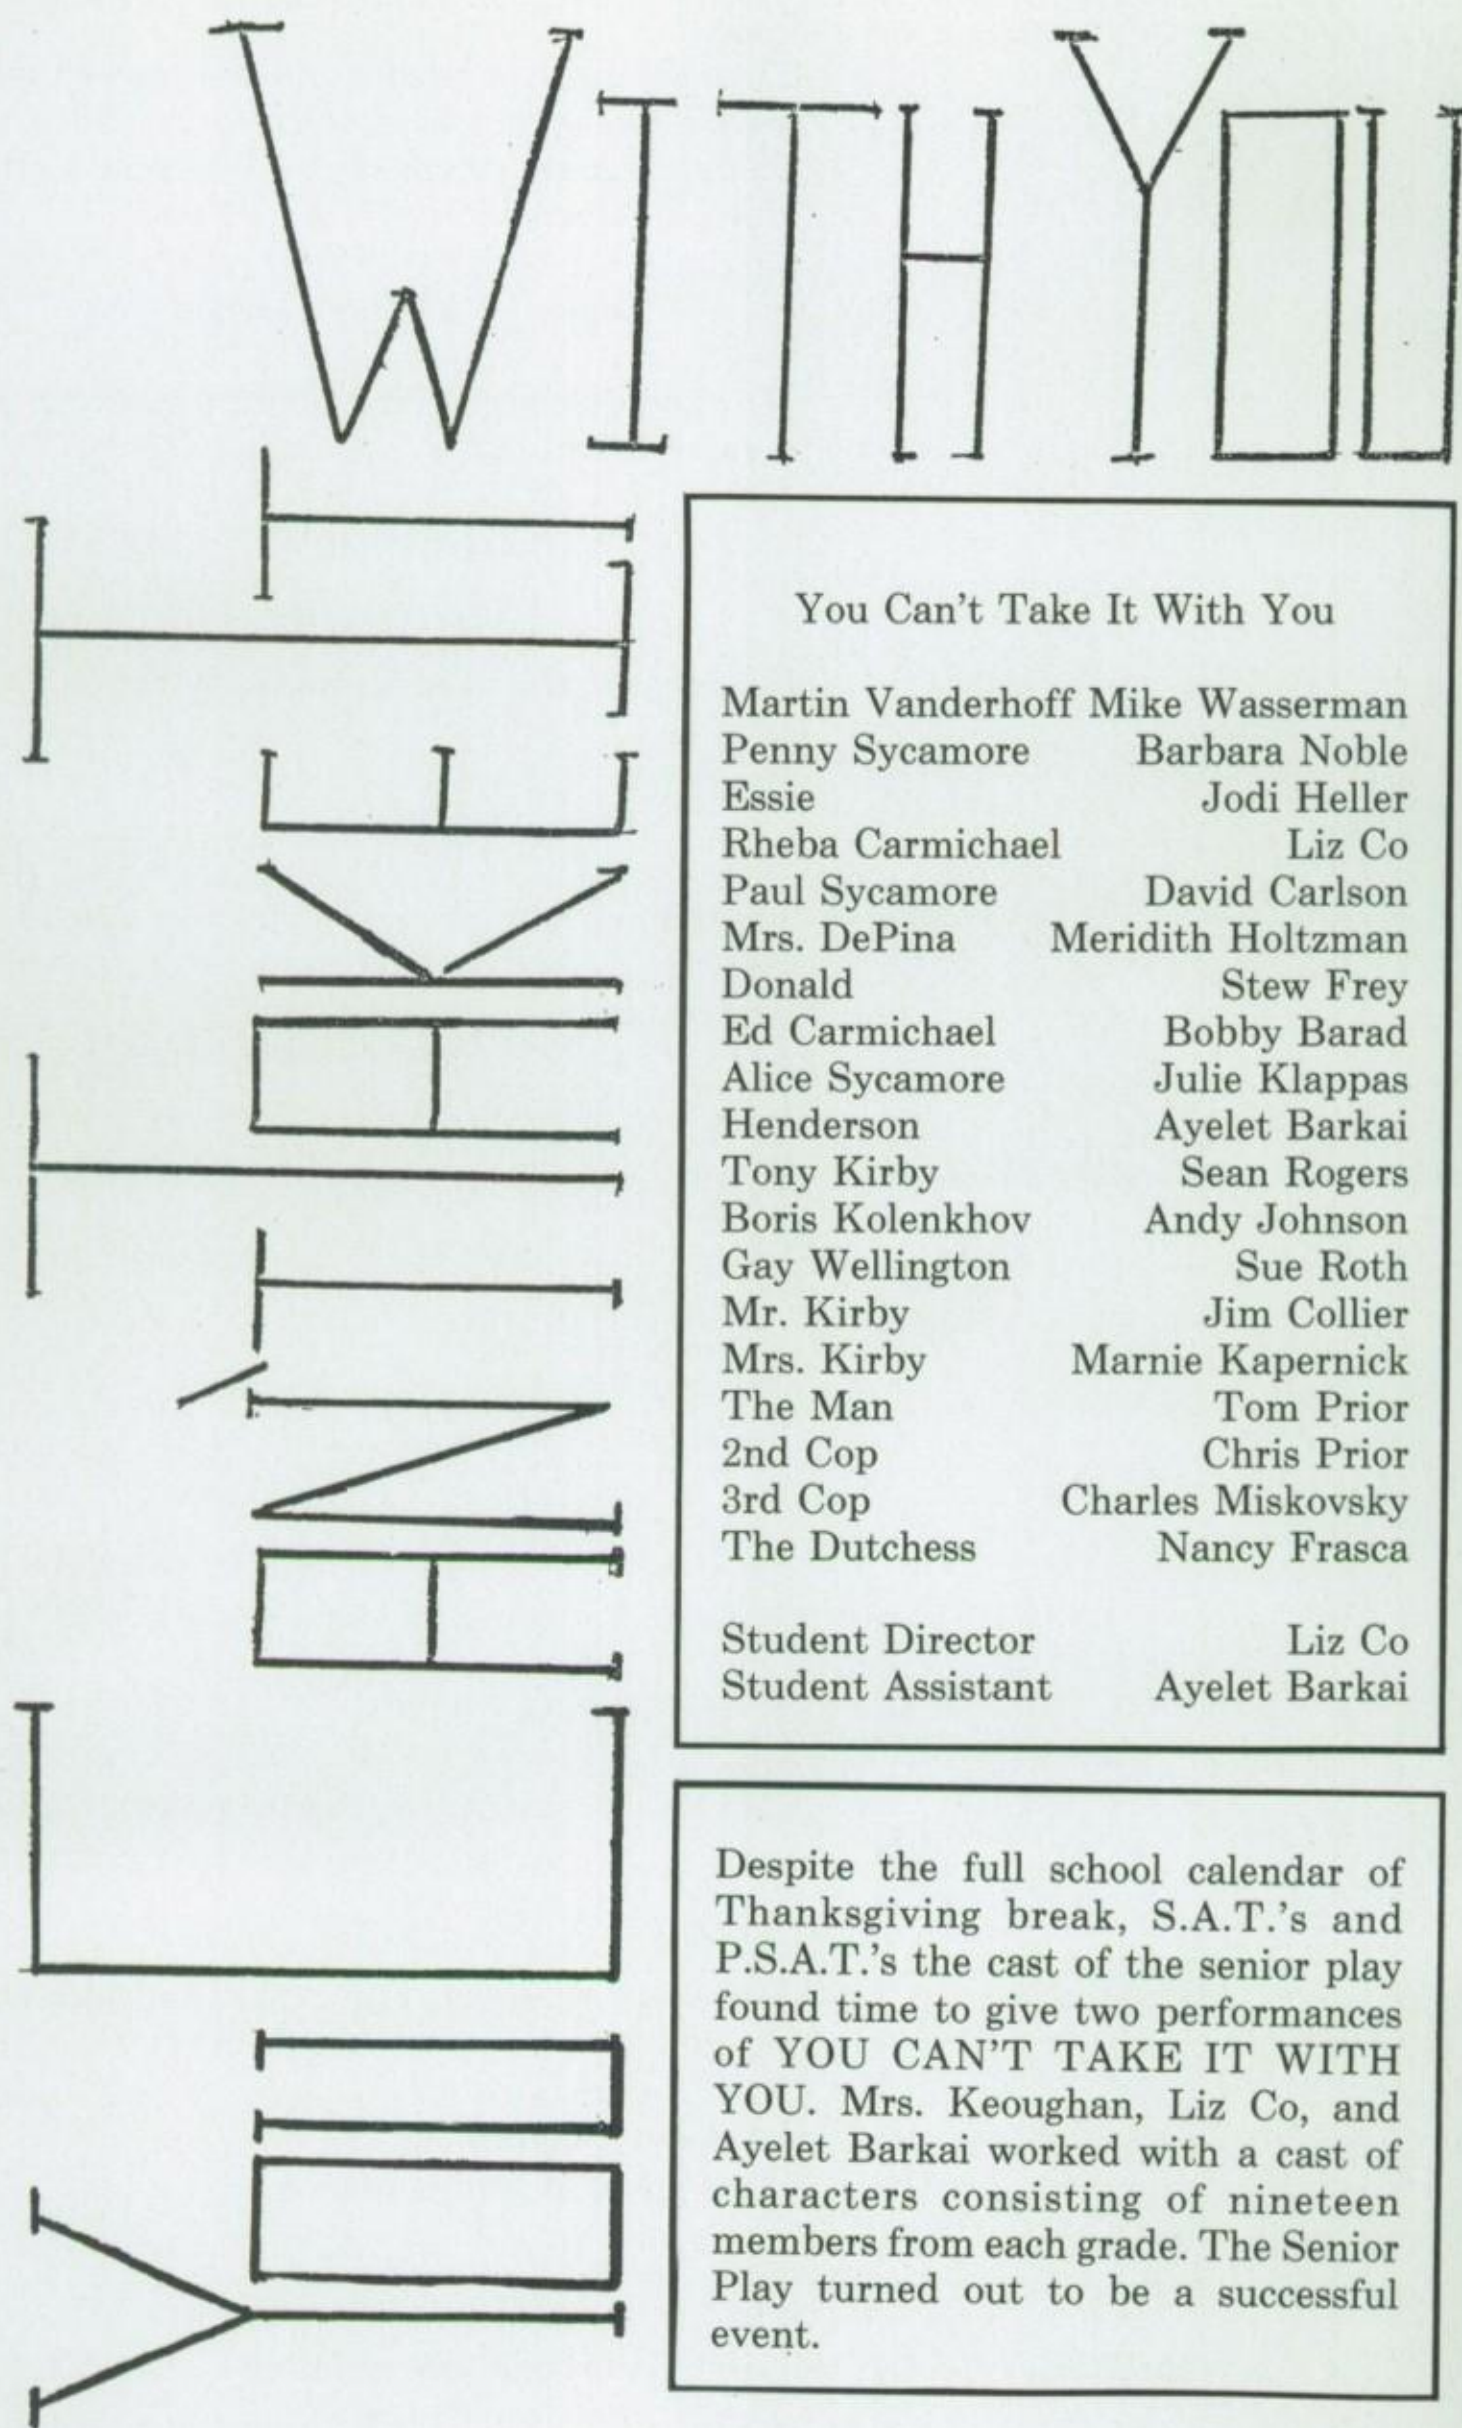 YOU CAN'T TAKE IT
WITH YOU
You Can't Take It With You
Martin Vanderhoff Mike Wasserman
Penny Sycamore Barbara Noble
Essie Jodi Heller
Rheba Carmichael Liz Co
Paul Sycamore David Carlson
Mrs. DePina Meridith Holtzman
Donald Stew Frey
Ed Carmichael Bobby Barad
Alice Sycamore Julie Klappas
Henderson Ayelet Barkai
Tony Kirby Sean Rogers
Boris Kolenkhov Andy Johnson
Gay Wellington Sue Roth
Mr. Kirby Jim Collier
Mrs. Kirby Marnie Kapernick
The Man Tom Prior
2nd Cop Chris Prior
3rd Cop Charles Miskovsky
The Dutchess Nancy Frasca
Student Director Liz Co
Student Assistant Ayelet Barkai
Despite the full school calendar of
Thanksgiving break, S.A.T.'s and
P.S.A.T.'s the cast of the senior play
found time to give two performances
of YOU CAN'T TAKE IT WITH
YOU. Mrs. Keoughan, Liz Co, and
Ayelet Barkai worked with a cast of
characters consisting of nineteen
members from each grade. The Senior
Play turned out to be a successful
event.